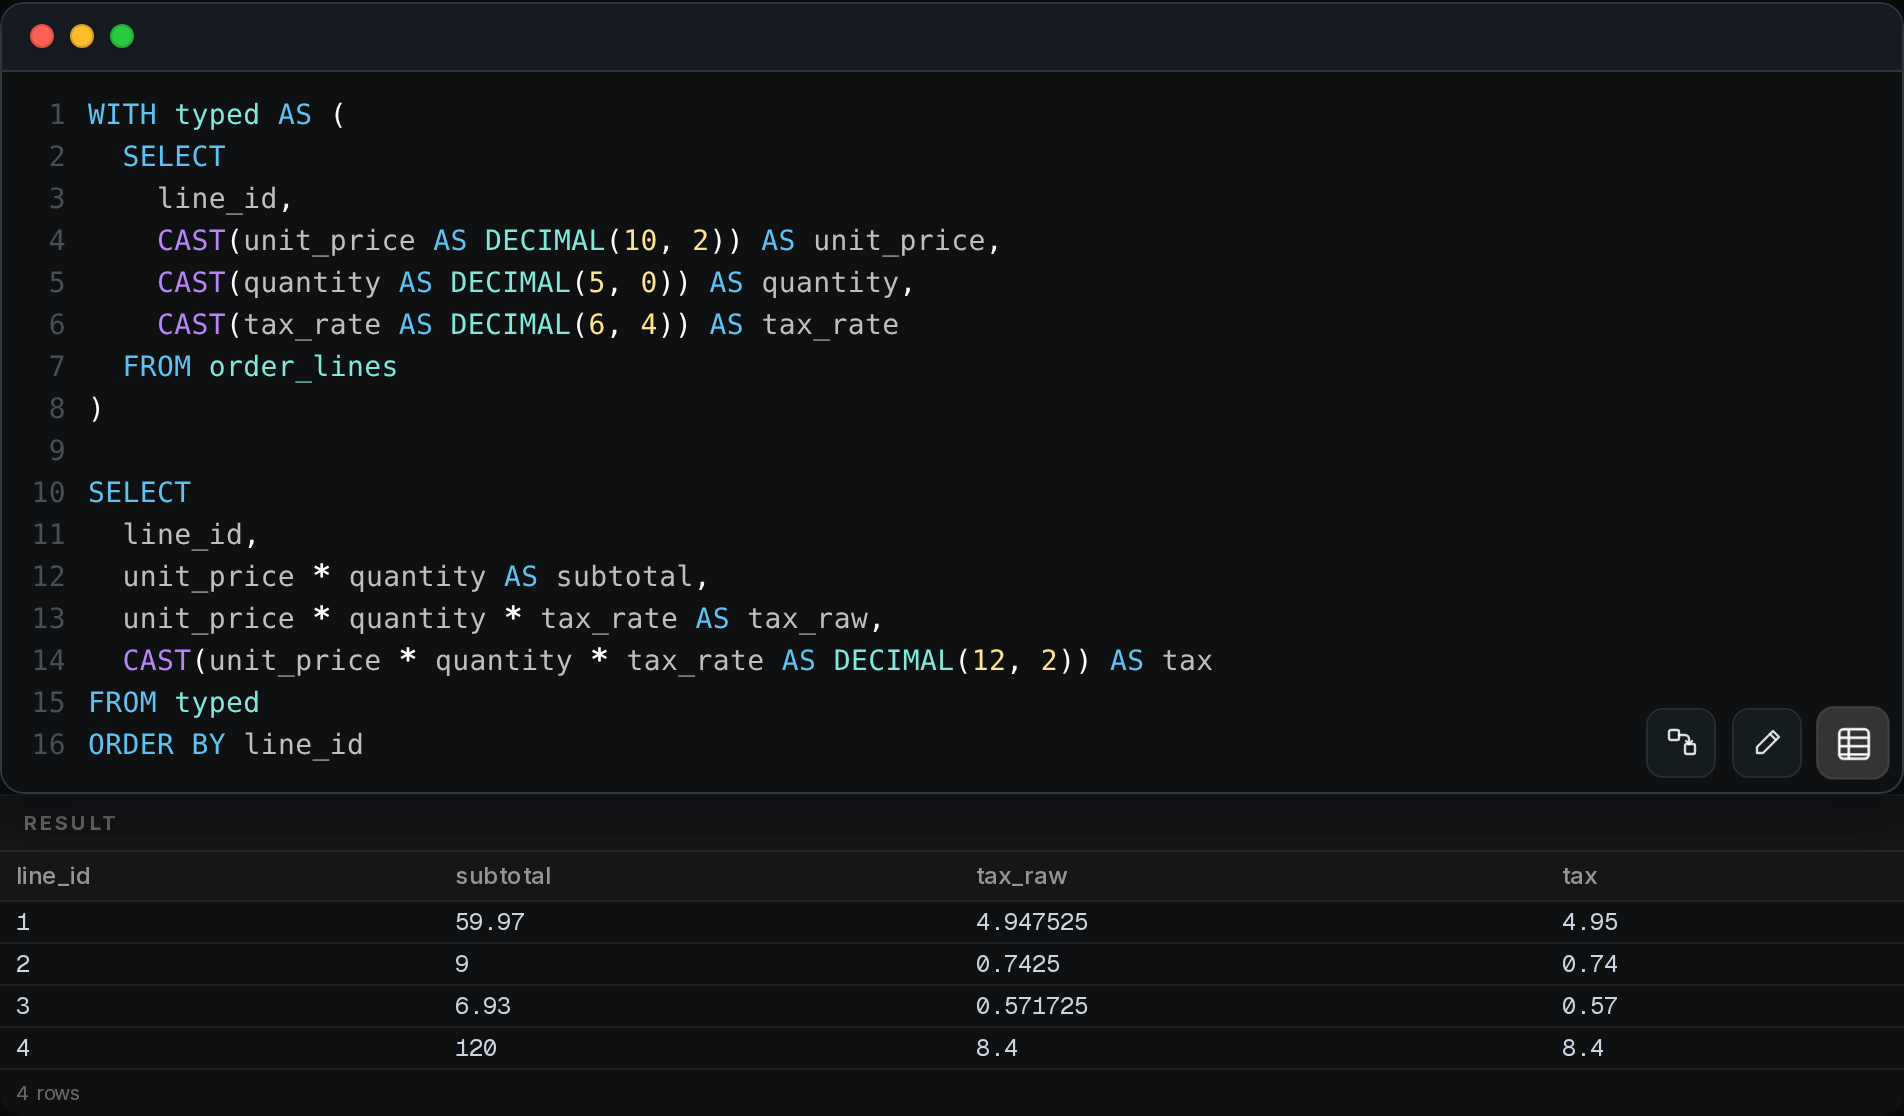 1 WITH typed AS (
2   SELECT
3     line_id,
4     CAST(unit_price AS DECIMAL(10, 2)) AS unit_price,
5     CAST(quantity AS DECIMAL(5, 0)) AS quantity,
6     CAST(tax_rate AS DECIMAL(6, 4)) AS tax_rate
7   FROM order_lines
8 )
9
10 SELECT
11   line_id,
12   unit_price * quantity AS subtotal,
13   unit_price * quantity * tax_rate AS tax_raw,
14   CAST(unit_price * quantity * tax_rate AS DECIMAL(12, 2)) AS tax
15 FROM typed
16 ORDER BY line_id
RESULT
line_id subtotal tax_raw tax
1 59.97 4.947525 4.95
2 9 0.7425 0.74
3 6.93 0.571725 0.57
4 120 8.4 8.4
4 rows